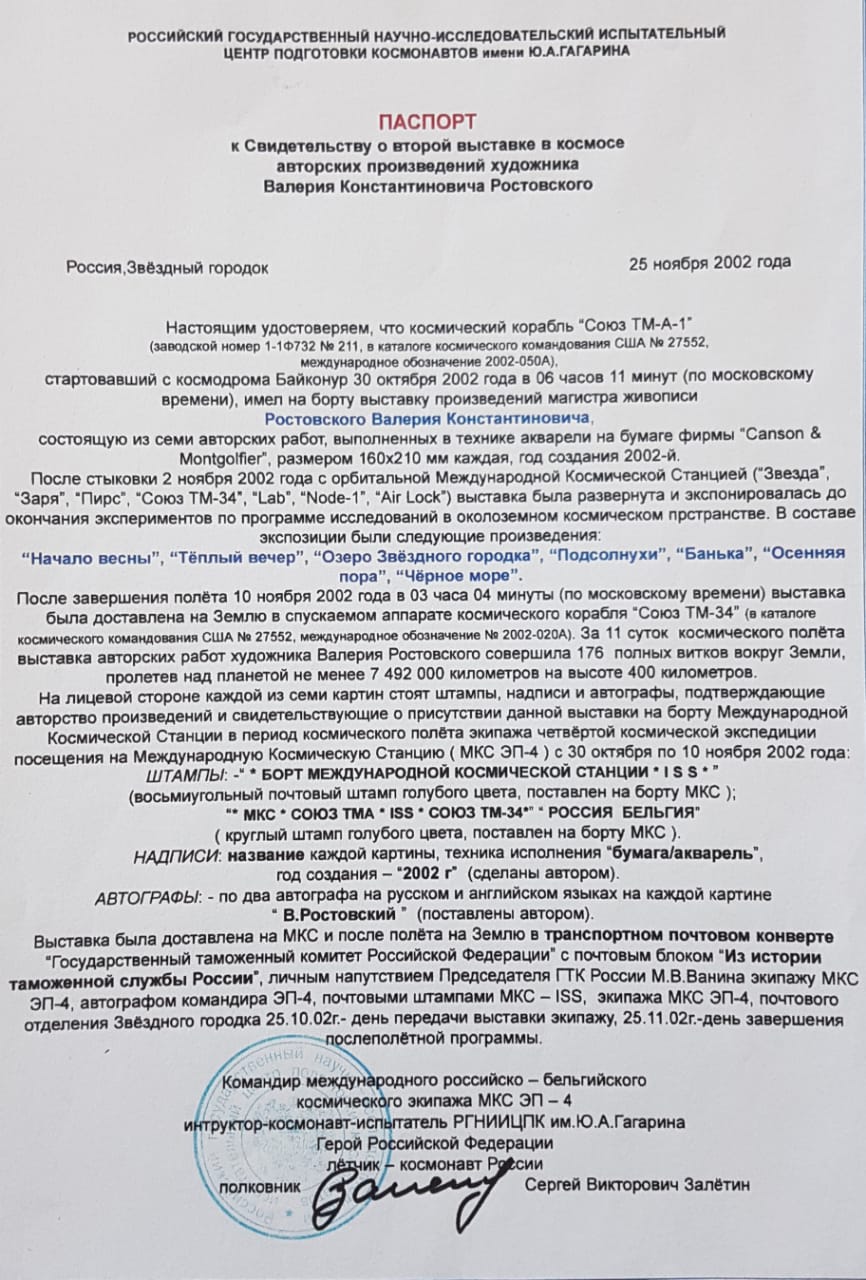 РОССИЙСКИЙ ГОСУДАРСТВЕННЫЙ НАУЧНО-ИССЛЕДОВАТЕЛЬСКИЙ ИСПЫТАТЕЛЬНЫЙ
ЦЕНТР ПОДГОТОВКИ КОСМОНАВТОВ имени Ю.А.ГАГАРИНА
ПАСПОРТ
к Свидетельству о второй выставке в космосе
авторских произведений художника
Валерия Константиновича Ростовского
Россия,Звёздный городок
25 ноября 2002 года
Настоящим удостоверяем, что космический корабль “Союз ТМ-А-1”
(заводской номер 1-1Ф732 № 211, в каталоге космического командования США № 27552,
международное обозначение 2002-050А),
стартовавший с космодрома Байконур 30 октября 2002 года в 06 часов 11 минут (по московскому
времени), имел на борту выставку произведений магистра живописи
Ростовского Валерия Константиновича,
состоящую из семи авторских работ, выполненных в технике акварели на бумаге фирмы “Canson &
Montgolfier”, размером 160х210 мм каждая, год создания 2002-й.
После стыковки 2 ноября 2002 года с орбитальной Международной Космической Станцией (“Звезда”,
“Заря”, “Пирс”, “Союз ТМ-34”, “Lab”, “Node-1”, “Air Lock”) выставка была развернута и экспонировалась до
окончания экспериментов по программе исследований в околоземном космическом прстранстве. В составе
экспозиции были следующие произведения:
“Начало весны”, “Тёплый вечер”, “Озеро Звёздного городка”, “Подсолнухи”, “Банька”, “Осенняя
пора”, “Чёрное море”.
После завершения полёта 10 ноября 2002 года в 03 часа 04 минуты (по московскому времени) выставка
была доставлена на Землю в спускаемом аппарате космического корабля “Союз ТМ-34” (в каталоге
космического командования США № 27552, международное обозначение № 2002-020А). За 11 суток космического полёта
выставка авторских работ художника Валерия Ростовского совершила 176 полных витков вокруг Земли,
пролетев над планетой не менее 7 492 000 километров на высоте 400 километров.
На лицевой стороне каждой из семи картин стоят штампы, надписи и автографы, подтверждающие
авторство произведений и свидетельствующие о присутствии данной выставки на борту Международной
Космической Станции в период космического полёта экипажа четвёртой космической экспедиции
посещения на Международную Космическую Станцию ( МКС ЭП-4 ) с 30 октября по 10 ноября 2002 года:
ШТАМПЫ: -“ * БОРТ МЕЖДУНАРОДНОЙ КОСМИЧЕСКОЙ СТАНЦИИ * I S S * ”
(восьмиугольный почтовый штамп голубого цвета, поставлен на борту МКС );
“* МКС * СОЮЗ ТМА * ISS * СОЮЗ ТМ-34*” “ РОССИЯ БЕЛЬГИЯ”
( круглый штамп голубого цвета, поставлен на борту МКС ).
НАДПИСИ: название каждой картины, техника исполнения “бумага/акварель”,
год создания – “2002 г” (сделаны автором).
АВТОГРАФЫ: - по два автографа на русском и английском языках на каждой картине
“ В.Ростовский ” (поставлены автором).
Выставка была доставлена на МКС и после полёта на Землю в транспортном почтовом конверте
“Государственный таможенный комитет Российской Федерации” с почтовым блоком “Из истории
таможенной службы России”, личным напутствием Председателя ГТК России М.В.Ванина экипажу МКС
ЭП-4, автографом командира ЭП-4, почтовыми штампами МКС – ISS, экипажа МКС ЭП-4, почтового
отделения Звёздного городка 25.10.02г.- день передачи выставки экипажу, 25.11.02г.-день завершения
послеполётной программы.
Командир международного российско – бельгийского
космического экипажа МКС ЭП – 4
интруктор-космонавт-испытатель РГНИИЦПК им.Ю.А.Гагарина
Герой Российской Федерации
лётчик – космонавт России
полковник Сергей Викторович Залётин